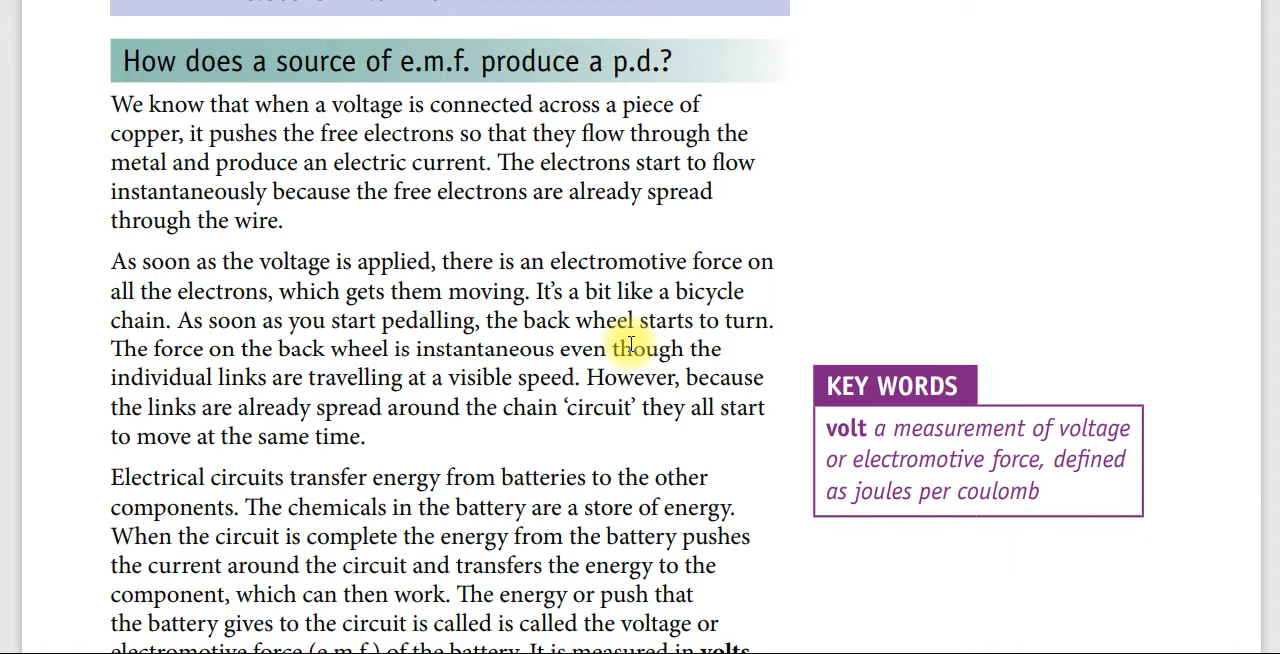 How does a source of e.m.f. produce a p.d.?
We know that when a voltage is connected across a piece of
copper, it pushes the free electrons so that they flow through the
metal and produce an electric current. The electrons start to flow
instantaneously because the free electrons are already spread
through the wire.
As soon as the voltage is applied, there is an electromotive force on
all the electrons, which gets them moving. It's a bit like a bicycle
chain. As soon as you start pedalling, the back wheel starts to turn.
The force on the back wheel is instantaneous even though the
individual links are travelling at a visible speed. However, because
the links are already spread around the chain ‘circuit’ they all start
to move at the same time.
Electrical circuits transfer energy from batteries to the other
components. The chemicals in the battery are a store of energy.
When the circuit is complete the energy from the battery pushes
the current around the circuit and transfers the energy to the
component, which can then work. The energy or push that
the battery gives to the circuit is called is called the voltage or
electromotive force (e.m.f.) of the battery. It is measured in volts
KEY WORDS
volt a measurement of voltage
or electromotive force, defined
as joules per coulomb